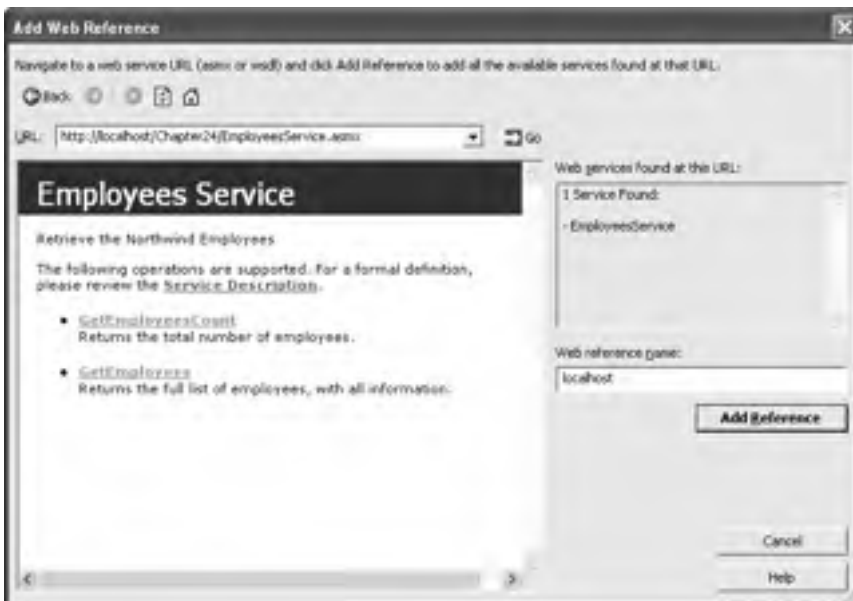 Add Web Reference
Navigate to a web service URL (asmx or wsdl) and click Add Reference to add all the available services found at that URL.
Back
URL: http://localhost/Chapter24/EmployeesService.asmx Go
Employees Service
Retrieve the Northwind Employees
The following operations are supported. For a formal definition,
please review the Service Description.
• GetEmployeesCount
Returns the total number of employees.
• GetEmployees
Returns the full list of employees, with all information.
Web services found at this URL:
1 Service Found:
- EmployeesService
Web reference name:
localhost
Add Reference
Cancel
Help